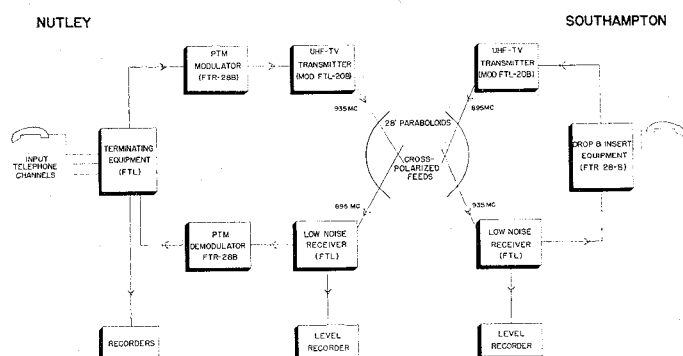 NUTLEY
SOUTHAMPTON
PTM
MODULATOR
(FTR-28B)
UHF-TV
TRANSMITTER
(MOD FTL-20B)
UHF-TV
TRANSMITTER
(MOD FTL-20B)
935MC
895MC
28' PARABOLOIDS
CROSS-
POLARIZED
FEEDS
INPUT
TELEPHONE
CHANNELS
TERMINATING
EQUIPMENT
(FTL)
DROP & INSERT
EQUIPMENT
(FTR 28-B)
895 MC
935 MC
PTM
DEMODULATOR
FTR-28B
LOW NOISE
RECEIVER
(FTL)
LOW NOISE
RECEIVER
(FTL)
RECORDERS
LEVEL
RECORDER
LEVEL
RECORDER